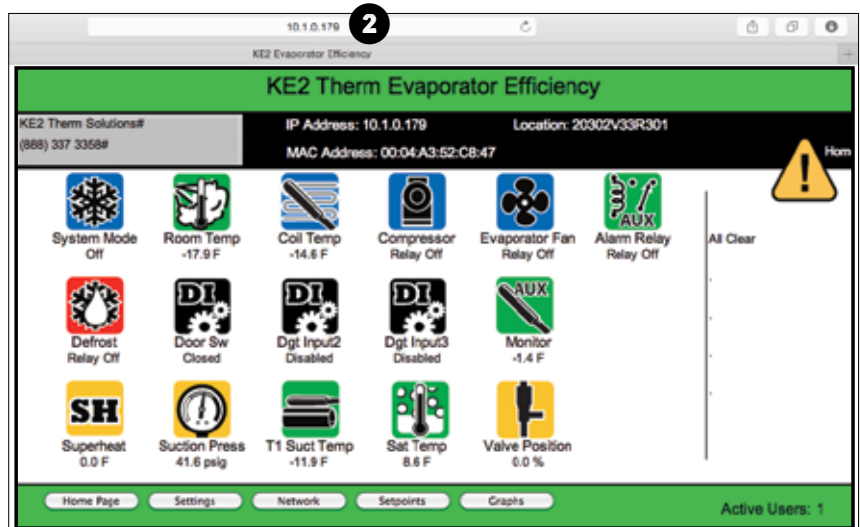 10.1.0.179
2
KE2 Evaporator Efficiency
+
KE2 Therm Evaporator Efficiency
KE2 Therm Solutions#
(888) 337 3358#
IP Address: 10.1.0.179
Location: 20302V33R301
MAC Address: 00:04:A3:52:C8:47
Hom
!
AUX
System Mode
Room Temp
Coil Temp
Compressor
Evaporator Fan
Alarm Relay
Off
-17.9 F
-14.6 F
Relay Off
Relay Off
Relay Off
All Clear
DI
DI
DI
AUX
Defrost
Door Sw
Dgt Input2
Dgt Input3
Monitor
Relay Off
Closed
Disabled
Disabled
-1.4 F
SH
Superheat
Suction Press
T1 Suct Temp
Sat Temp
Valve Position
0.0 F
41.6 psig
-11.9 F
8.6 F
0.0 %
Home Page
Settings
Network
Setpoints
Graphs
Active Users: 1